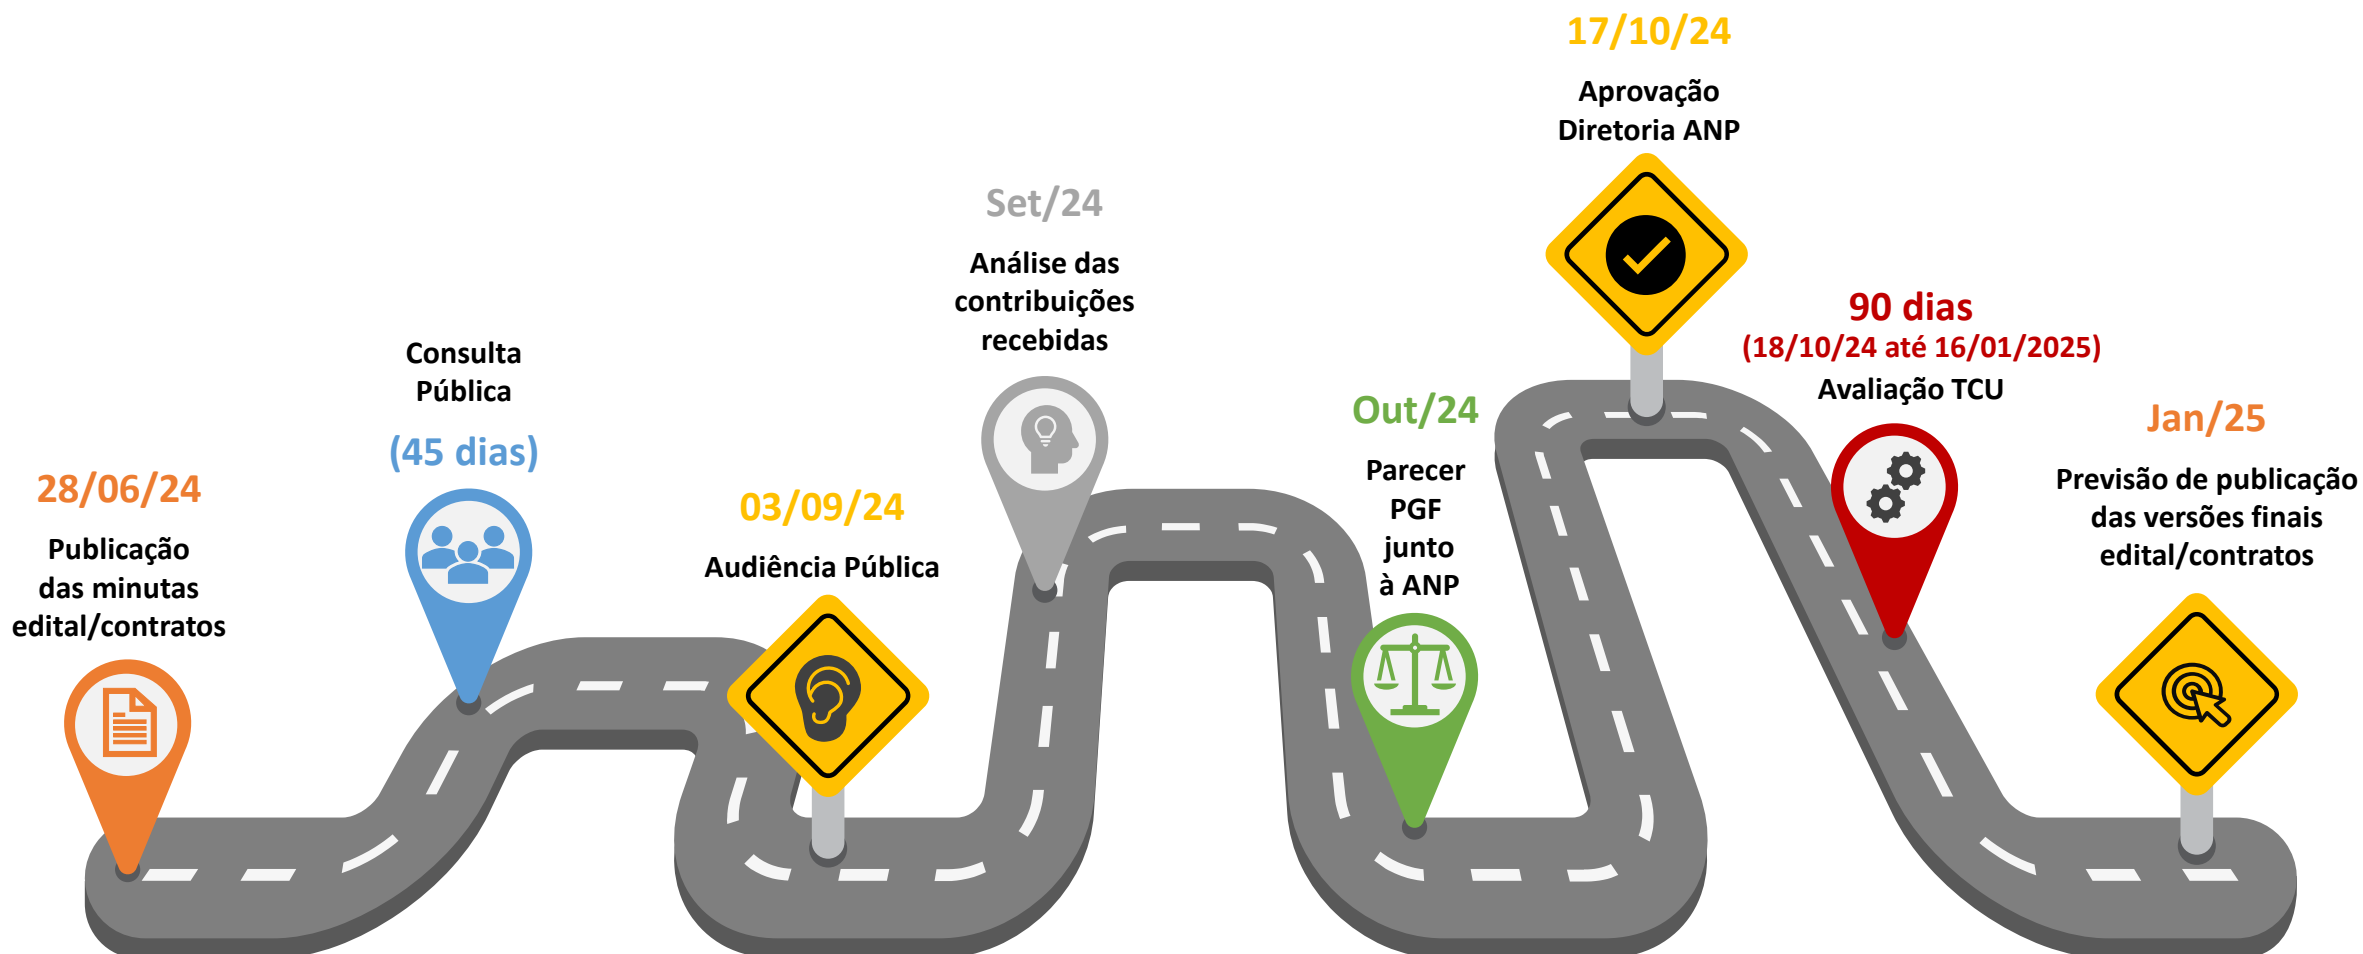 28/06/24
Publicação
das minutas
edital/contratos
Consulta
Pública
(45 dias)
03/09/24
Audiência Pública
Set/24
Análise das
contribuições
recebidas
Out/24
Parecer
PGF
junto
à ANP
17/10/24
Aprovação
Diretoria ANP
90 dias
(18/10/24 até 16/01/2025)
Avaliação TCU
Jan/25
Previsão de publicação
das versões finais
edital/contratos